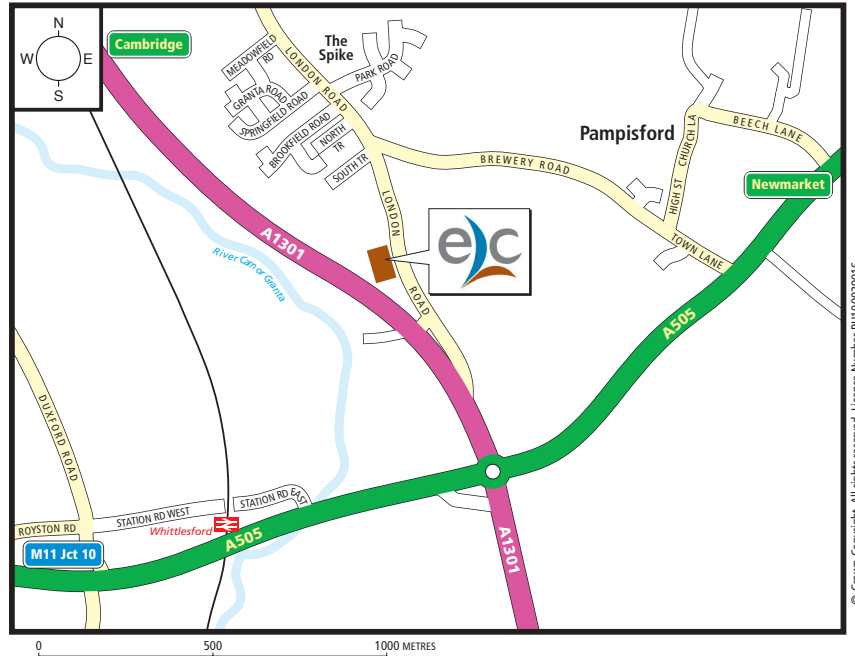 N
W E
S
Cambridge
MEADOWFIELD
RD
LONDON ROAD
The
Spike
PARK ROAD
GRANTA ROAD
SPRINGFIELD ROAD
BROOKFIELD ROAD
NORTH
TR
SOUTH TR
Pampisford
CHURCH LA
BEECH LANE
BREWERY ROAD
HIGH ST
Newmarket
LONDON
ROAD
TOWN LANE
ejc
A1301
River Cam or Granta
A505
DUXFORD ROAD
STATION RD WEST
STATION RD EAST
ROYSTON RD
Whittlesford
A505
M11 Jct 10
A1301
0 500 1000 METRES